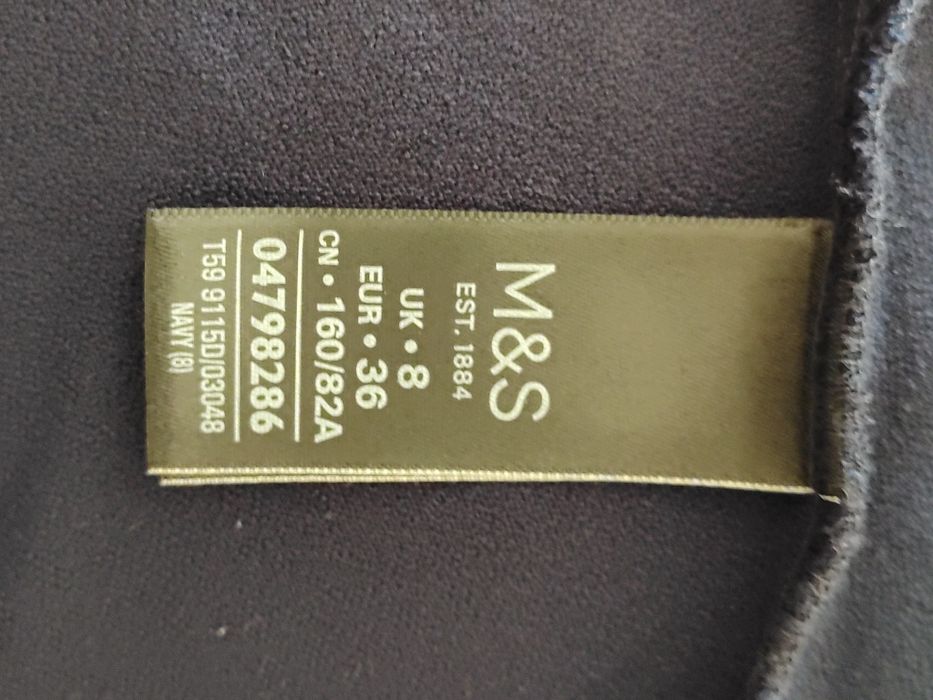 M&S
EST. 1884
UK • 8
EUR • 36
CN • 160/82A
04798286
T59 9115D/03048
NAVY (8)